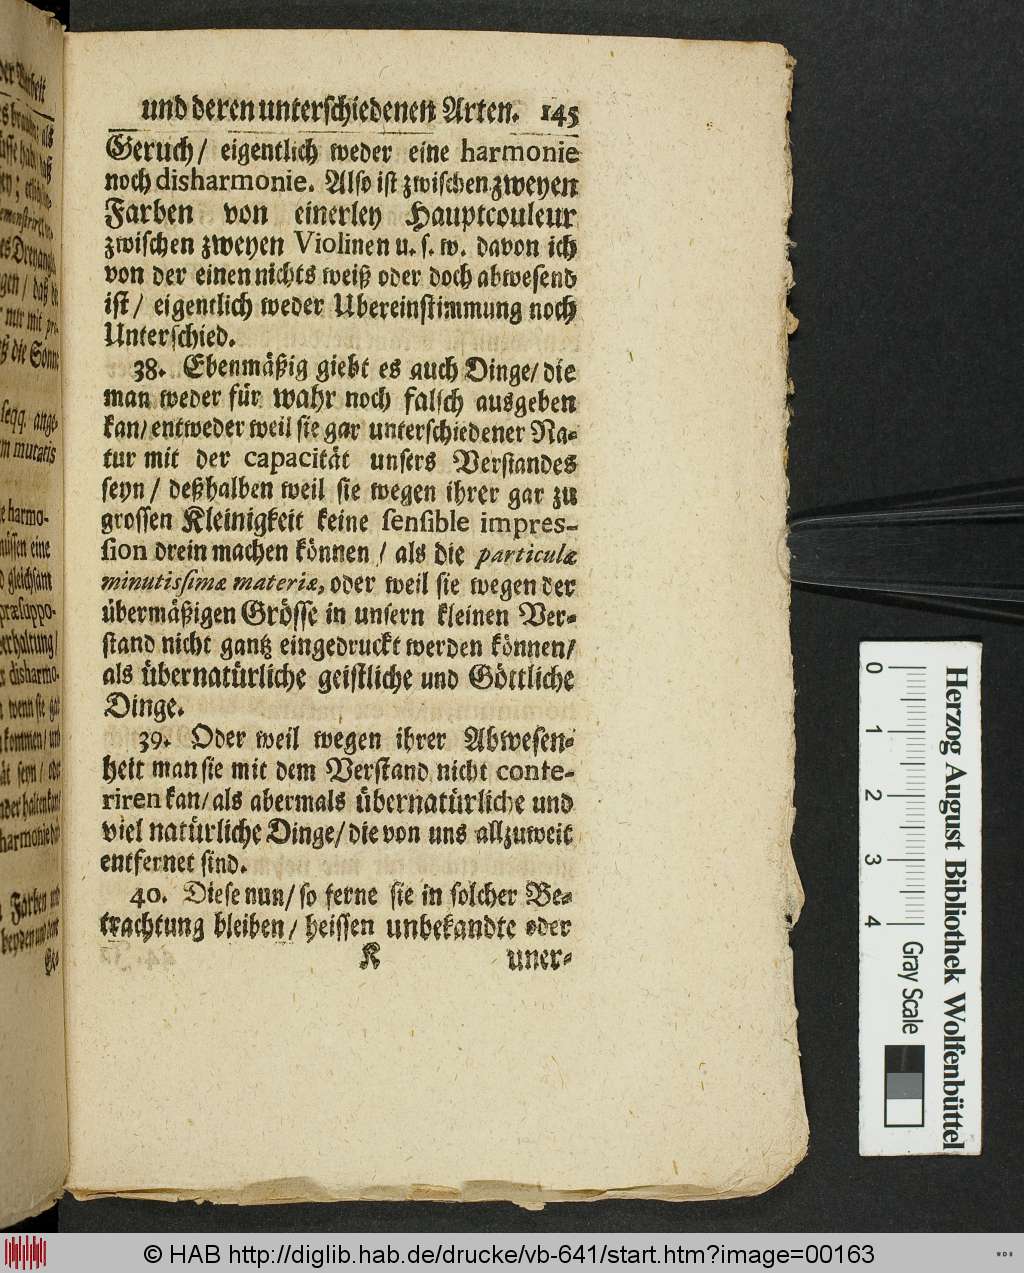 und deren unterschiedenen Arten. 145
Geruch/ eigentlich weder eine harmonie
noch disharmonie. Also ist zwischen zweyen
Farben von einerley Hauptcouleur
zwischen zweyen Violinen u. s. w. davon ich
von der einen nichts weiß oder doch abwesend
ist/ eigentlich weder Ubereinstimmung noch
Unterschied.
38. Ebenmäßig giebt es auch Dinge/ die
man weder für wahr noch falsch ausgeben
kan/ entweder weil sie gar unterschiedener Na-
tur mit der capacität unsers Verstandes
seyn/ deßhalben weil sie wegen ihrer gar zu
grossen Kleinigkeit keine sensible impres-
sion drein machen können/ als die particulæ
minutissimæ materiæ, oder weil sie wegen der
übermäßigen Grösse in unsern kleinen Ver-
stand nicht gantz eingedruckt werden können/
als übernatürliche geistliche und Göttliche
Dinge.
39. Oder weil wegen ihrer Abwesen-
heit man sie mit dem Verstand nicht conte-
riren kan/ als abermals übernatürliche und
viel natürliche Dinge/ die von uns allzuweit
entfernet sind.
40. Diese nun/ so ferne sie in solcher Be-
trachtung bleiben/ heissen unbekandte oder
K uner-
0 1 2 3 4
Gray Scale
Herzog August Bibliothek Wolfenbüttel
© HAB http://diglib.hab.de/drucke/vb-641/start.htm?image=00163